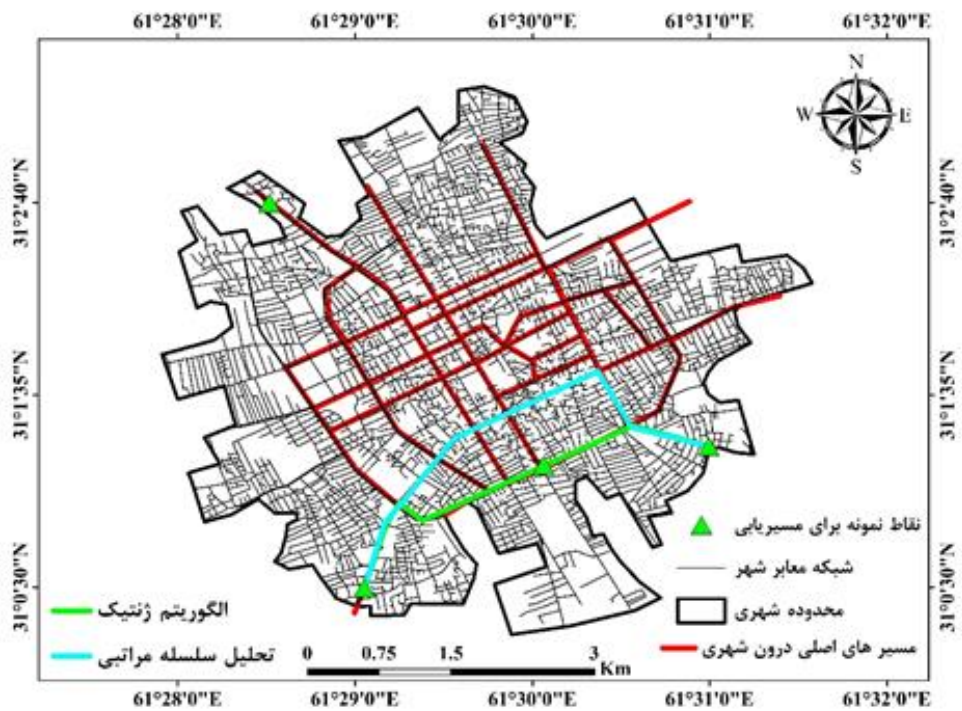 61°28'0"E 61°29'0"E 61°30'0"E 61°31'0"E 61°32'0"E
N
W E
S
31°2'40"N 31°2'40"N
31°1'35"N 31°1'35"N
31°0'30"N 31°0'30"N
نقاط نمونه برای مسیریابی
شبکه معابر شهر
محدوده شهری
مسیر های اصلی درون شهری
الگوریتم ژنتیک
تحلیل سلسله مراتبی
0 0.75 1.5 3
Km
61°28'0"E 61°29'0"E 61°30'0"E 61°31'0"E 61°32'0"E